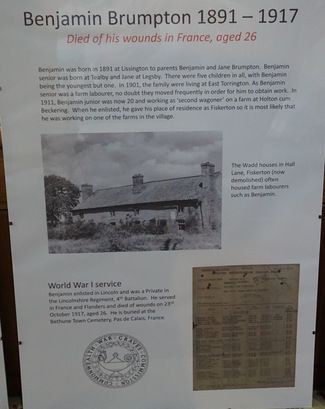 Benjamin Brumpton 1891 – 1917
Died of his wounds in France, aged 26
Benjamin was born in 1891 at Lissington to parents Benjamin and Jane Brumpton. Benjamin
senior was born at Tealby and Jane at Legsby. There were five children in all, with Benjamin
being the youngest but one. In 1901, the family were living at East Torrington. As Benjamin
senior was a farm labourer, no doubt they moved frequently in order for him to obtain work. In
1911, Benjamin junior was now 20 and working as 'second wagoner' on a farm at Holton cum
Beckering. When he enlisted, he gave his place of residence as Fiskerton so it is most likely that
he was working on one of the farms in the village.
The Wadd houses in Hall
Lane, Fiskerton (now
demolished) often
housed farm labourers
such as Benjamin.
World War I service
Benjamin enlisted in Lincoln and was a Private in
the Lincolnshire Regiment, 4th Battalion. He served
in France and Flanders and died of wounds on 23rd
October 1917, aged 26. He is buried at the
Bethune Town Cemetery, Pas de Calais, France.
COMMONWEALTH WAR GRAVES COMMISSION